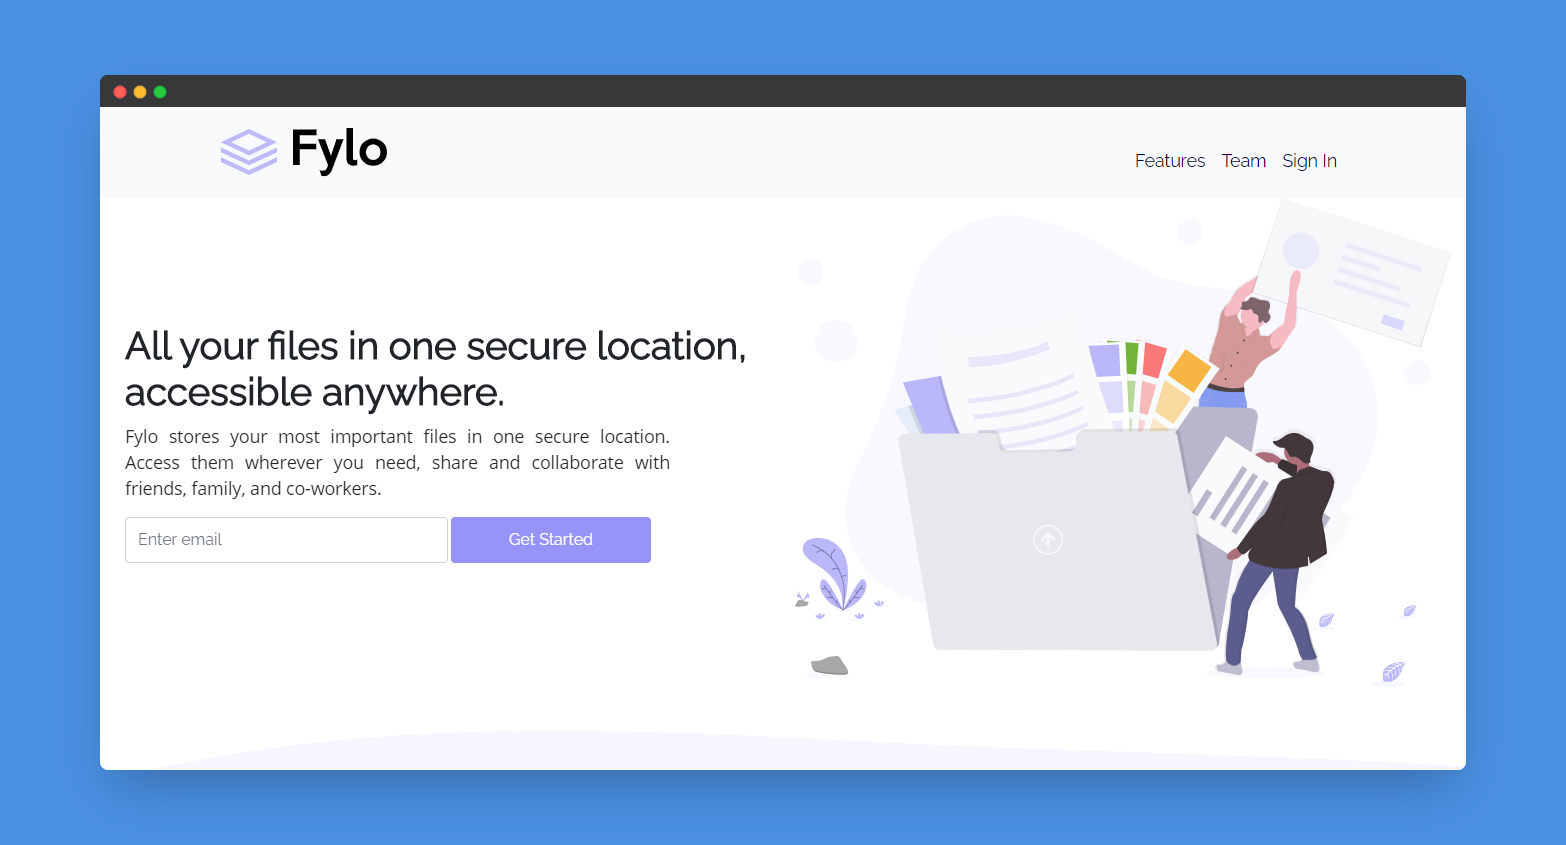 Fylo
Features Team Sign In
All your files in one secure location,
accessible anywhere.
Fylo stores your most important files in one secure location.
Access them wherever you need, share and collaborate with
friends, family, and co-workers.
Enter email
Get Started